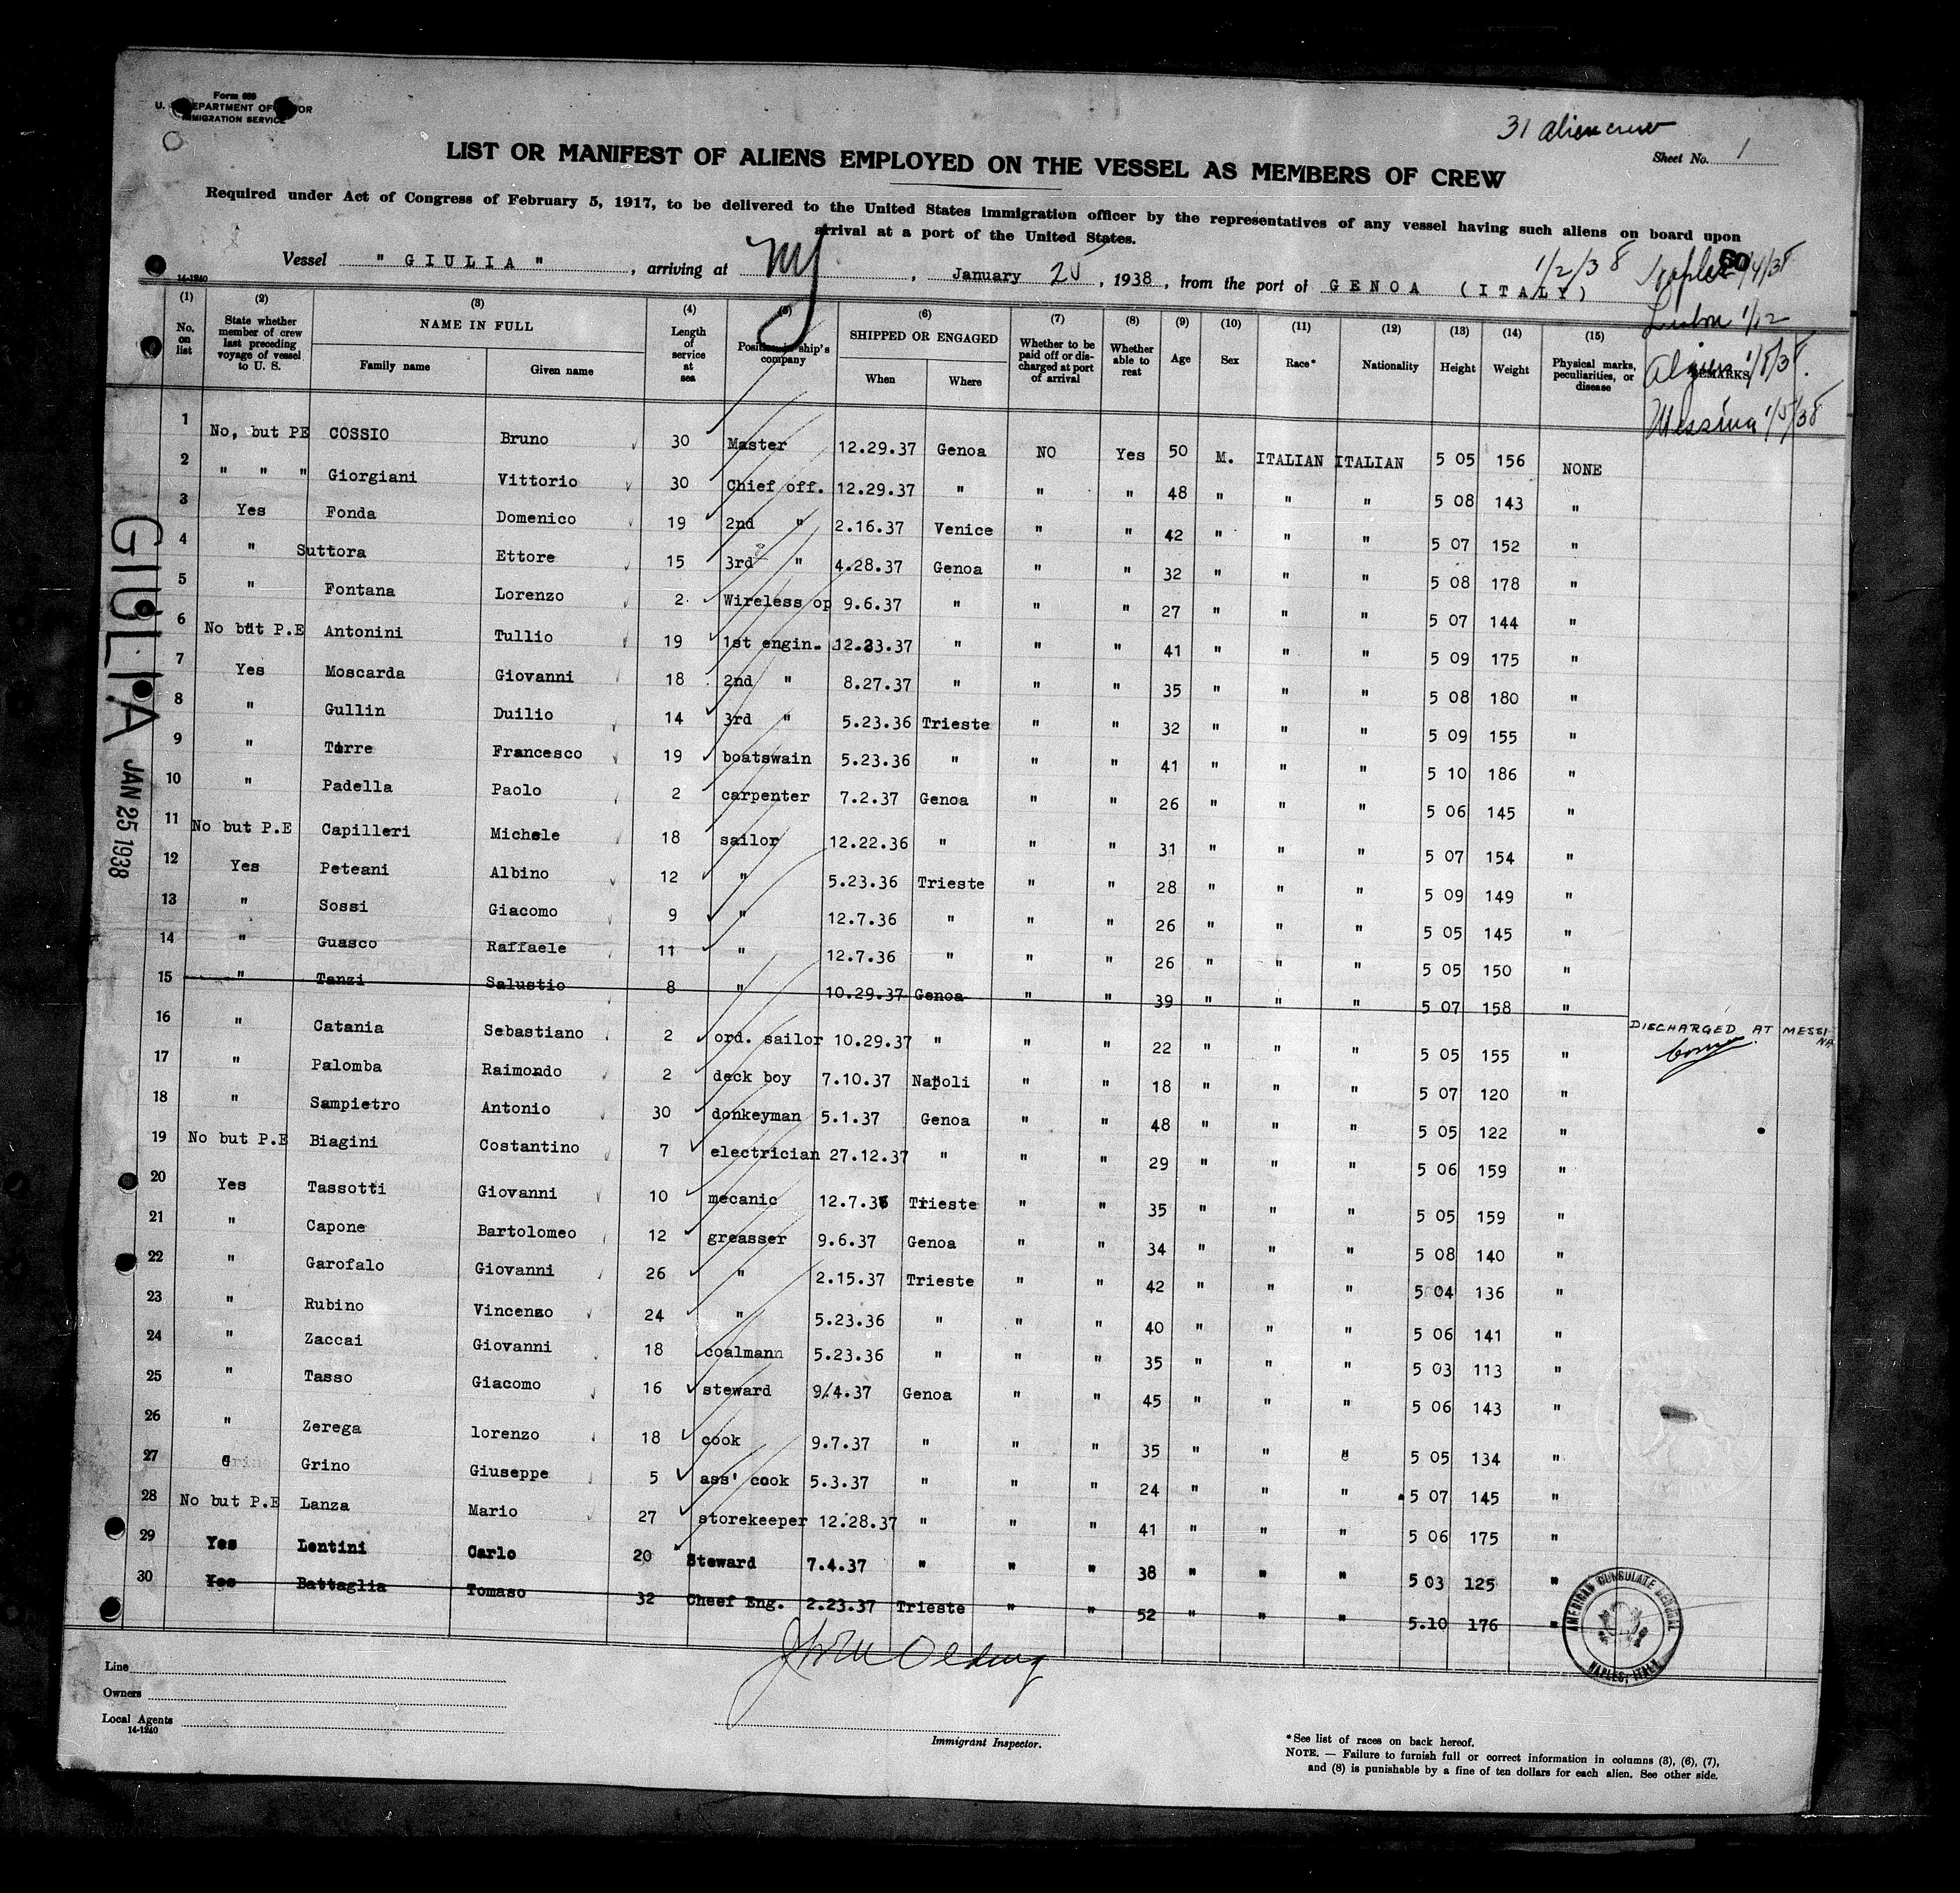 Form 689
U. S. DEPARTMENT OF LABOR
IMMIGRATION SERVICE
31 alien crew
Sheet No. 1
LIST OR MANIFEST OF ALIENS EMPLOYED ON THE VESSEL AS MEMBERS OF CREW
Required under Act of Congress of February 5, 1917, to be delivered to the United States immigration officer by the representatives of any vessel having such aliens on board upon
arrival at a port of the United States.
Vessel " GIULIA ", arriving at NY, January 25, 1938, from the port of GENOA (ITALY) 1/2/38
14-1240
60
Naples 1/4/38
Lisbon 1/12
Algiers 1/8/38.
Messina 1/5/38
(1) (2) (3) (4) (5) (6) (7) (8) (9) (10) (11) (12) (13) (14) (15)
No. on list
State whether member of crew last preceding voyage of vessel to U. S.
NAME IN FULL
Family name
Given name
Length of service at sea
Position in ship's company
SHIPPED OR ENGAGED
When
Where
Whether to be paid off or discharged at port of arrival
Whether able to read
Age
Sex
Race*
Nationality
Height
Weight
Physical marks, peculiarities, or disease
REMARKS
1 No, but PE COSSIO Bruno 30 Master 12.29.37 Genoa NO Yes 50 M. ITALIAN ITALIAN 5 05 156 NONE
2 " " " Giorgiani Vittorio 30 Chief off. 12.29.37 " " " 48 " " " 5 08 143 "
3 Yes Fonda Domenico 19 2nd " 2.16.37 Venice " " 42 " " " 5 07 152 "
4 " Suttora Ettore 15 3rd " 4.28.37 Genoa " " 32 " " " 5 08 178 "
5 " Fontana Lorenzo 2 Wireless op 9.6.37 " " " 27 " " " 5 07 144 "
6 No but P.E Antonini Tullio 19 1st engin. 12.23.37 " " " 41 " " " 5 09 175 "
7 Yes Moscarda Giovanni 18 2nd " 8.27.37 " " " 35 " " " 5 08 180 "
8 " Gullin Duilio 14 3rd " 5.23.36 Trieste " " 32 " " " 5 09 155 "
9 " Torre Francesco 19 boatswain 5.23.36 " " " 41 " " " 5 10 186 "
10 " Padella Paolo 2 carpenter 7.2.37 Genoa " " 26 " " " 5 06 145 "
11 No but P.E Capilleri Michele 18 sailor 12.22.36 " " " 31 " " " 5 07 154 "
12 Yes Peteani Albino 12 " 5.23.36 Trieste " " 28 " " " 5 09 149 "
13 " Sossi Giacomo 9 " 12.7.36 " " " 26 " " " 5 05 145 "
14 " Guasco Raffaele 11 " 12.7.36 " " " 26 " " " 5 05 150 "
15 " Tanzi Salustio 8 " 10.29.37 Genoa " " 39 " " " 5 07 158 " DISCHARGED AT MESSINA
16 " Catania Sebastiano 2 ord. sailor 10.29.37 " " " 22 " " " 5 05 155 "
17 " Palomba Raimondo 2 deck boy 7.10.37 Napoli " " 18 " " " 5 07 120 "
18 " Sampietro Antonio 30 donkeyman 5.1.37 Genoa " " 48 " " " 5 05 122 "
19 No but P.E Biagini Costantino 7 electrician 27.12.37 " " " 29 " " " 5 06 159 "
20 Yes Tassotti Giovanni 10 mecanic 12.7.36 Trieste " " 35 " " " 5 05 159 "
21 " Capone Bartolomeo 12 greasser 9.6.37 Genoa " " 34 " " " 5 08 140 "
22 " Garofalo Giovanni 26 " 2.15.37 Trieste " " 42 " " " 5 04 136 "
23 " Rubino Vincenzo 24 " 5.23.36 " " " 40 " " " 5 06 141 "
24 " Zaccai Giovanni 18 coalmann 5.23.36 " " " 35 " " " 5 03 113 "
25 " Tasso Giacomo 16 steward 9/4.37 Genoa " " 45 " " " 5 06 143 "
26 " Zerega lorenzo 18 cook 9.7.37 " " " 35 " " " 5 05 134 "
27 " Grino Giuseppe 5 ass' cook 5.3.37 " " " 24 " " " 5 07 145 "
28 No but P.E Lanza Mario 27 storekeeper 12.28.37 " " " 41 " " " 5 06 175 "
29 Yes Lentini Carlo 20 Steward 7.4.37 " " " 38 " " " 5 03 125 "
30 Yes Battaglia Tomaso 32 Cheef Eng. 2.23.37 Trieste " " 52 " " " 5.10 176 "
GIULIA
JAN 25 1938
AMERICAN CONSULATE GENERAL
NAPLES, ITALY
Line
Owners
Local Agents
14-1240
Immigrant Inspector.
*See list of races on back hereof.
NOTE. — Failure to furnish full or correct information in columns (3), (6), (7),
and (8) is punishable by a fine of ten dollars for each alien. See other side.